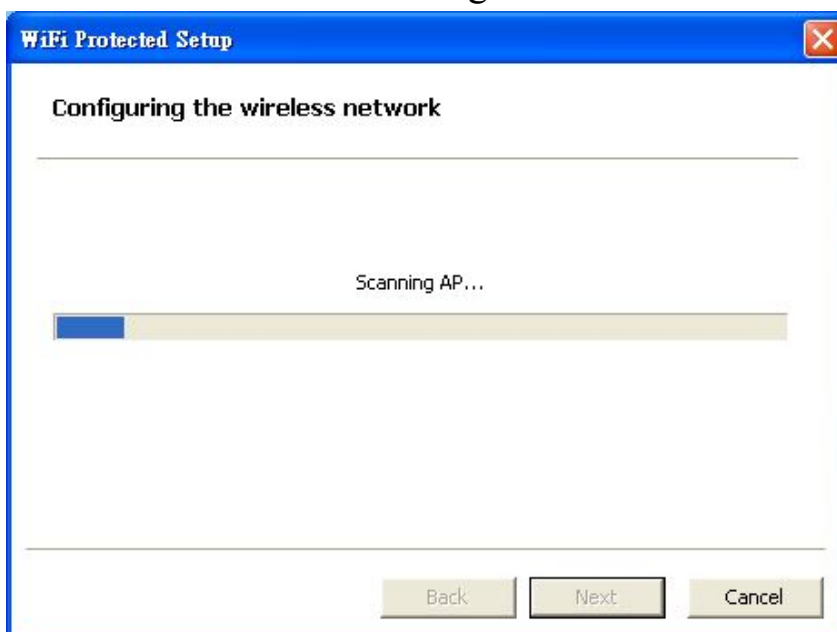 WiFi Protected Setup
Configuring the wireless network
Scanning AP...
Back Next Cancel